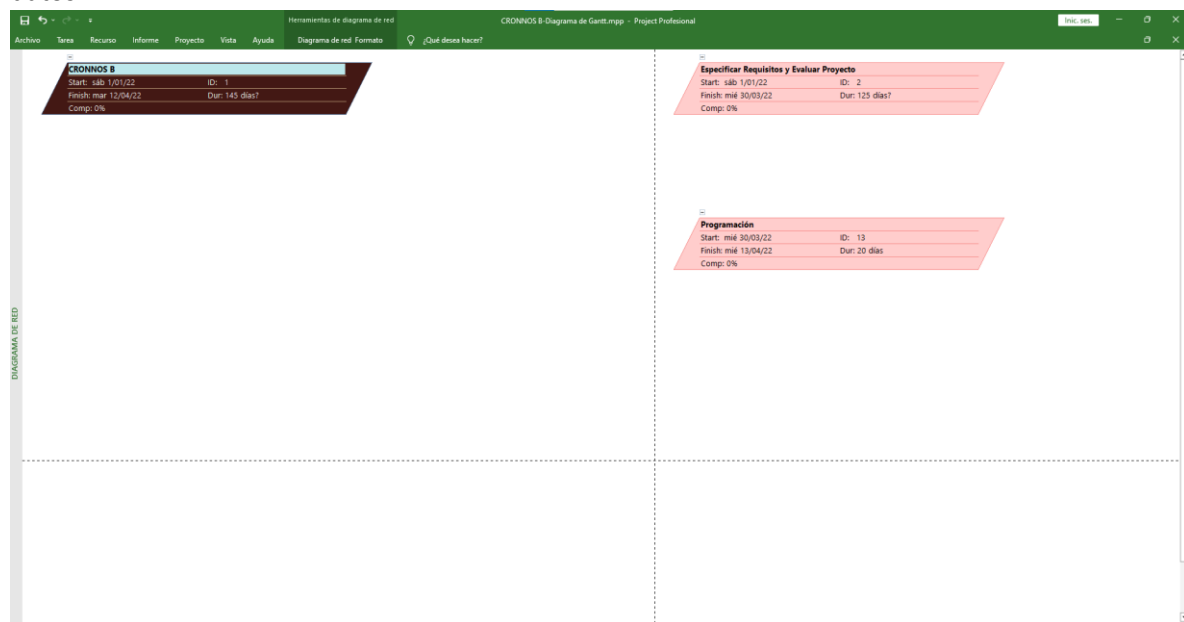 Herramientas de diagrama de red
CRONNOS B-Diagrama de Gantt.mpp - Project Profesional
Inic. ses.
Archivo Tarea Recurso Informe Proyecto Vista Ayuda Diagrama de red Formato ¿Qué desea hacer?
CRONNOS B
Start: sáb 1/01/22 ID: 1
Finish: mar 12/04/22 Dur: 145 días?
Comp: 0%
Especificar Requisitos y Evaluar Proyecto
Start: sáb 1/01/22 ID: 2
Finish: mié 30/03/22 Dur: 125 días?
Comp: 0%
Programación
Start: mié 30/03/22 ID: 13
Finish: mié 13/04/22 Dur: 20 días
Comp: 0%
DIAGRAMA DE RED